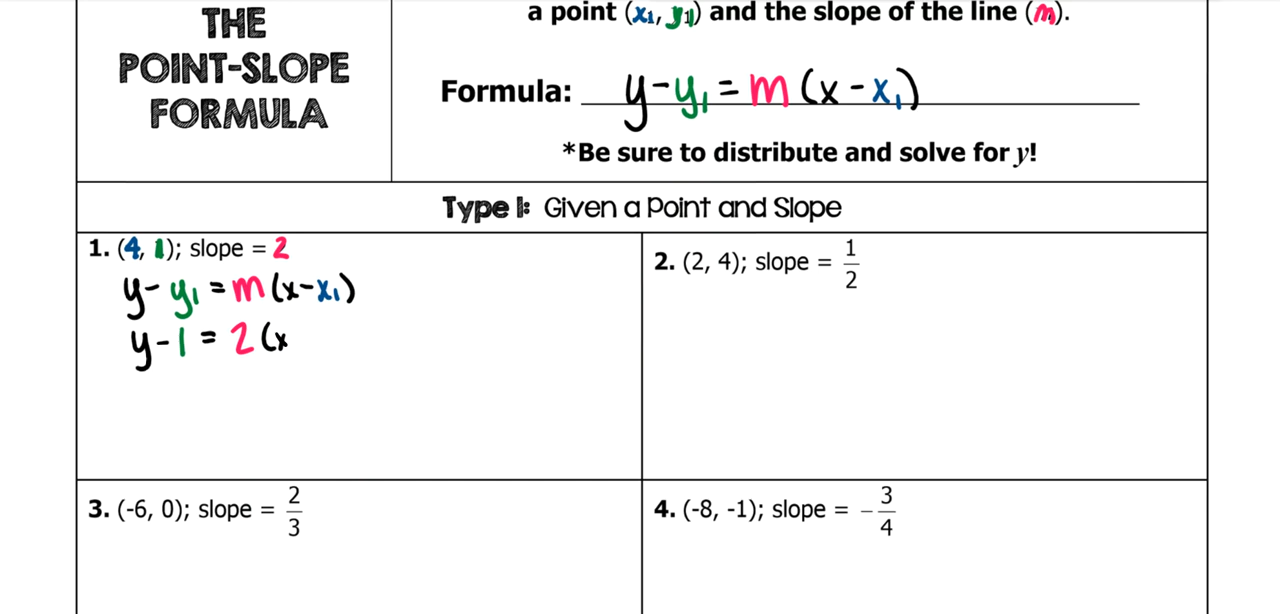 THE
POINT-SLOPE
FORMULA
a point (x₁, y₁) and the slope of the line (m).
Formula: y - y₁ = m (x - x₁)
*Be sure to distribute and solve for y!
Type 1: Given a Point and Slope
1. (4, 1); slope = 2
y - y₁ = m (x - x₁)
y - 1 = 2 (x
2. (2, 4); slope = 1/2
3. (-6, 0); slope = 2/3
4. (-8, -1); slope = -3/4